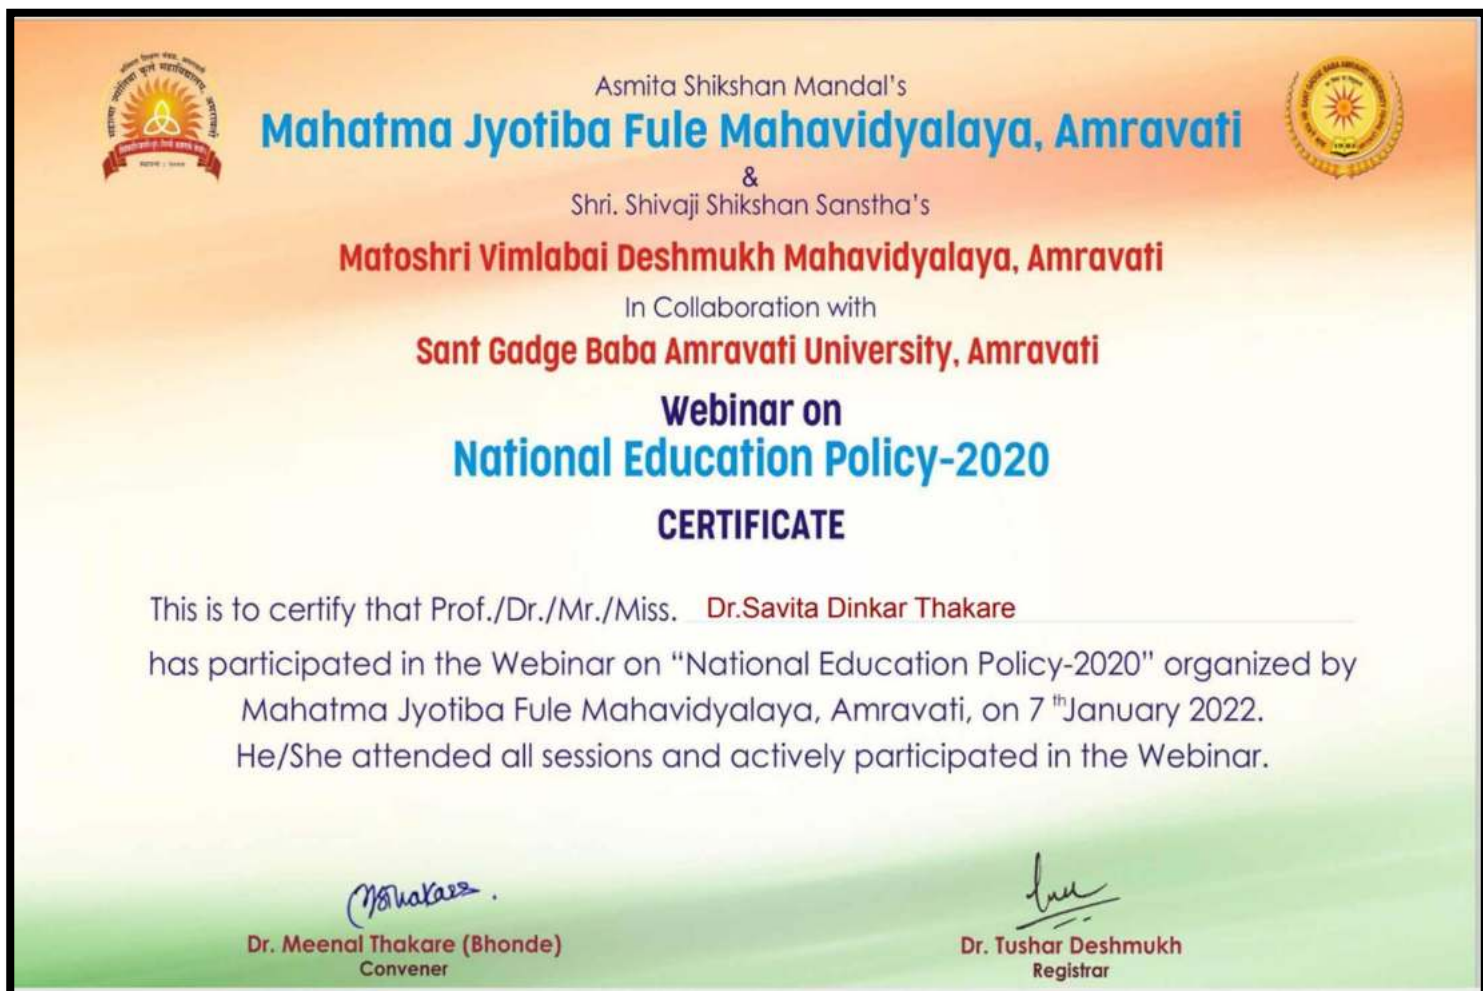 Asmita Shikshan Mandal's
Mahatma Jyotiba Fule Mahavidyalaya, Amravati
&
Shri. Shivaji Shikshan Sanstha's
Matoshri Vimlabai Deshmukh Mahavidyalaya, Amravati
In Collaboration with
Sant Gadge Baba Amravati University, Amravati
Webinar on
National Education Policy-2020
CERTIFICATE
This is to certify that Prof./Dr./Mr./Miss. Dr.Savita Dinkar Thakare
has participated in the Webinar on “National Education Policy-2020” organized by
Mahatma Jyotiba Fule Mahavidyalaya, Amravati, on 7 th January 2022.
He/She attended all sessions and actively participated in the Webinar.
Dr. Meenal Thakare (Bhonde)
Convener
Dr. Tushar Deshmukh
Registrar